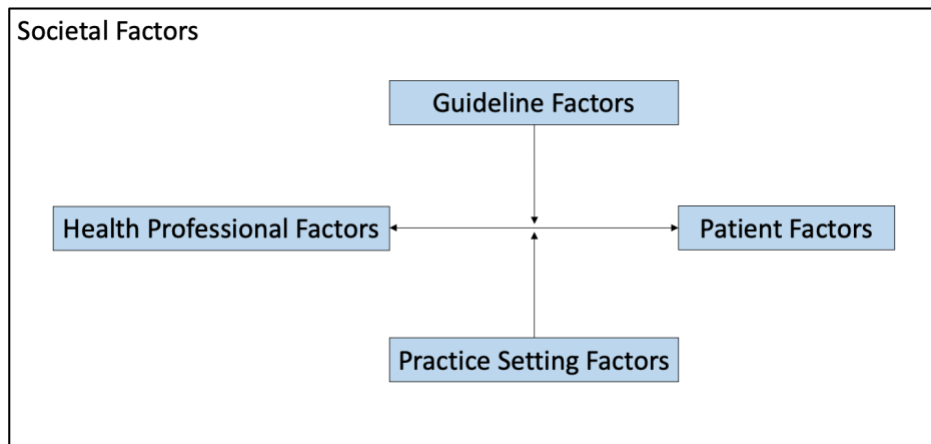 Societal Factors
Guideline Factors
Health Professional Factors
Patient Factors
Practice Setting Factors